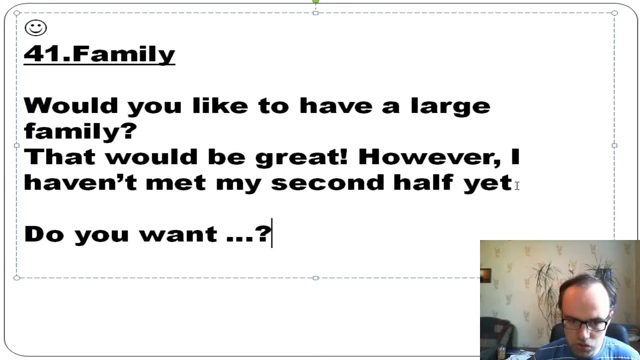 ☺
41.Family
Would you like to have a large
family?
That would be great! However, I
haven’t met my second half yet
Do you want ...?